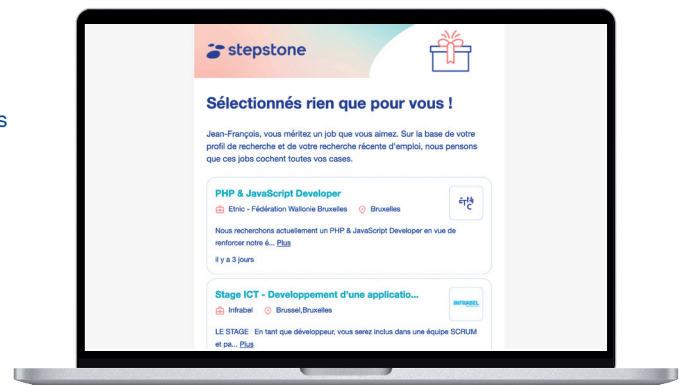 s
stepstone
Sélectionnés rien que pour vous !
Jean-François, vous méritez un job que vous aimez. Sur la base de votre
profil de recherche et de votre recherche récente d'emploi, nous pensons
que ces jobs cochent toutes vos cases.
PHP & JavaScript Developer
Etnic - Fédération Wallonie Bruxelles Bruxelles
ETNIC
Nous recherchons actuellement un PHP & JavaScript Developer en vue de
renforcer notre é... Plus
il y a 3 jours
Stage ICT - Developpement d'une applicatio...
Infrabel Brussel,Bruxelles
INFRABEL
LE STAGE En tant que développeur, vous serez inclus dans une équipe SCRUM
et pa... Plus